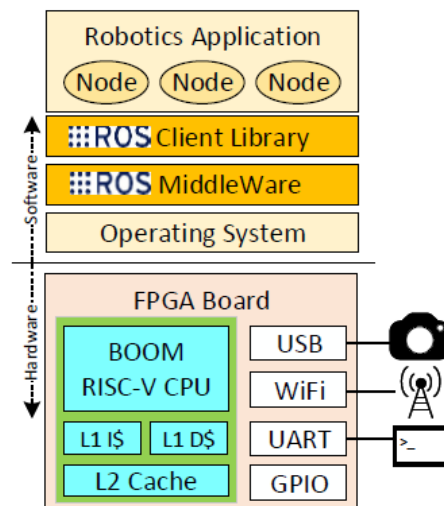 Robotics Application
Node Node Node
ROS Client Library
ROS MiddleWare
Operating System
Software
Hardware
FPGA Board
BOOM
RISC-V CPU
L1 I$ L1 D$
L2 Cache
USB
WiFi
UART
>_
GPIO